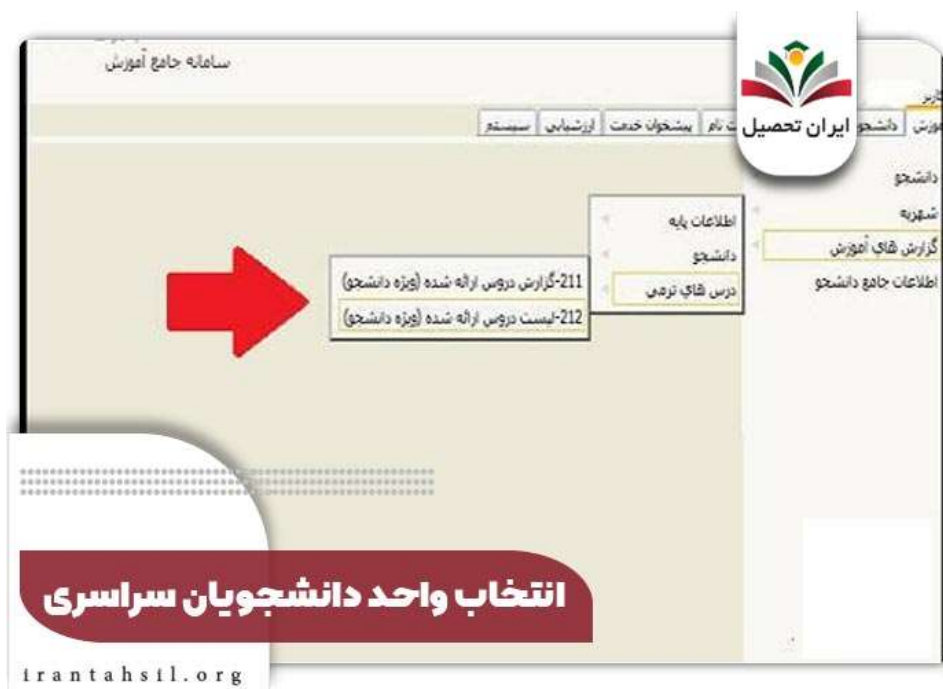 سامانه جامع آموزش
ایران تحصیل
دانشجو
پیشخوان خدمت
ارزشیابی
سیستم
دانشجو
شهریه
گزارش های آموزش
اطلاعات جامع دانشجو
اطلاعات پایه
دانشجو
درس های ترمی
211-گزارش دروس ارائه شده (ویژه دانشجو)
212-لیست دروس ارائه شده (ویژه دانشجو)
انتخاب واحد دانشجویان سراسری
irantahsil.org